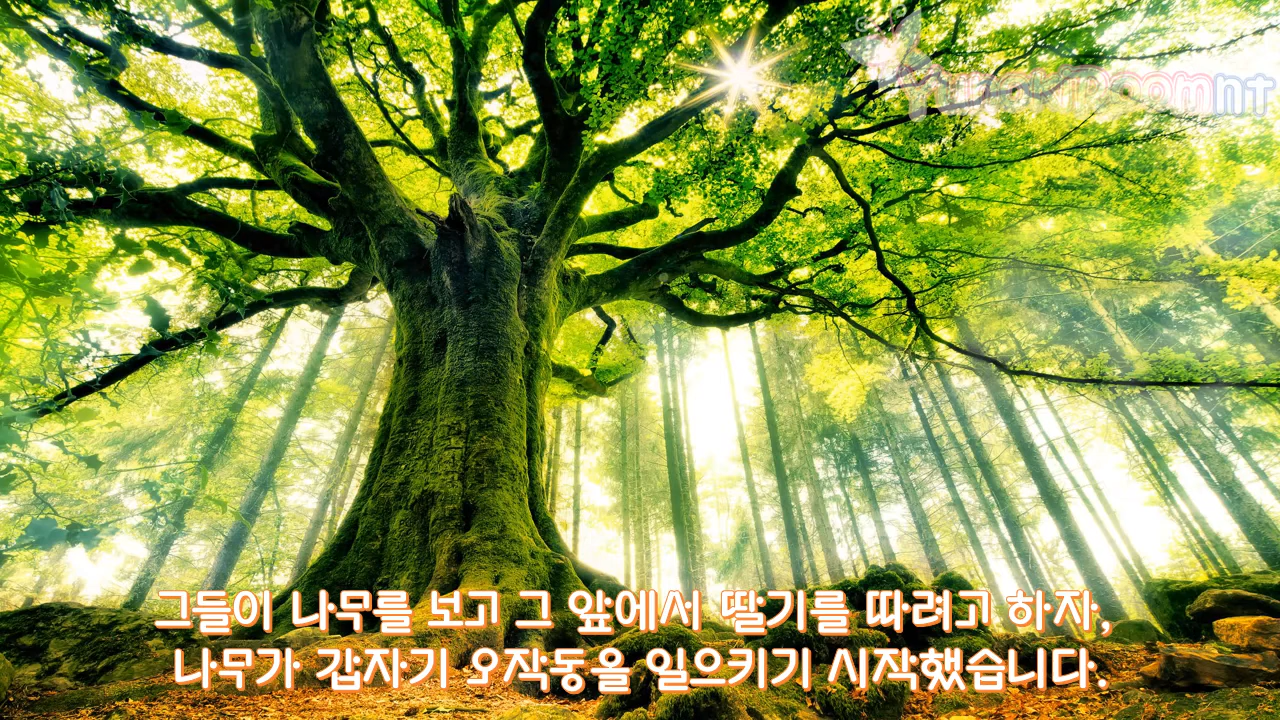 그들이 나무를 보고 그 앞에서 딸기를 따려고 하자,
나무가 갑자기 오작동을 일으키기 시작했습니다.